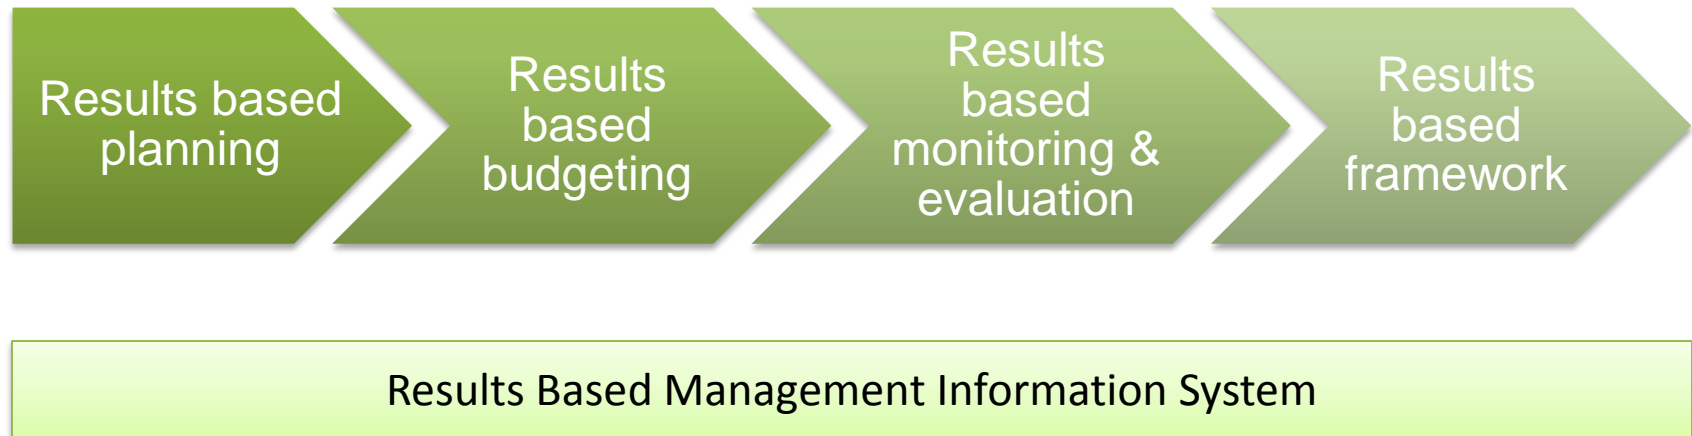 Results based
planning
Results
based
budgeting
Results
based
monitoring &
evaluation
Results
based
framework
Results Based Management Information System